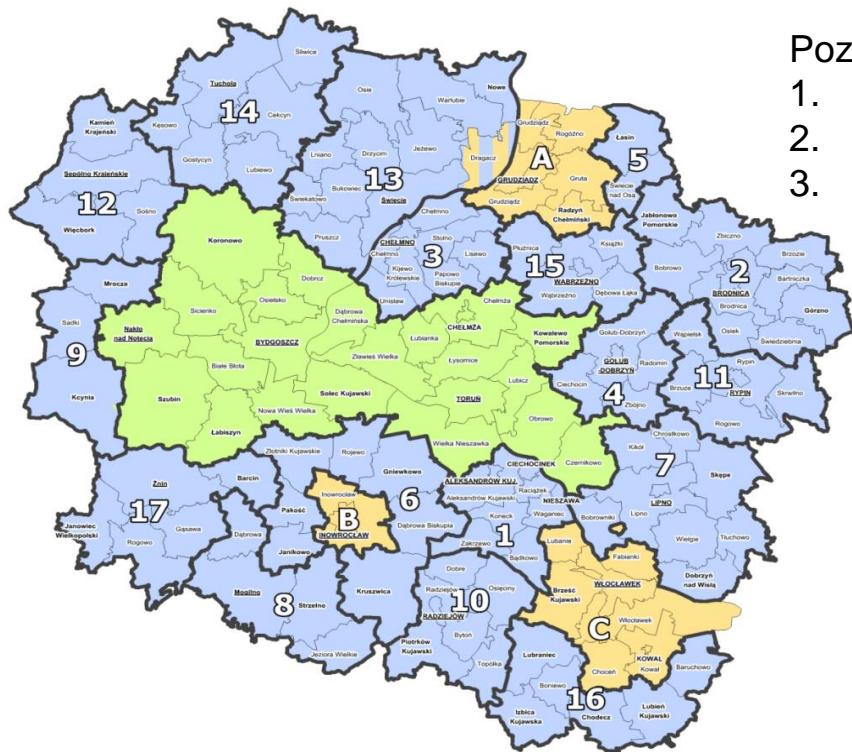 Poz
1.
2.
3.
Śliwice
Tuchola
14
Kęsowo
Cekcyn
Gostycyn
Lubiewo
Kamień
Krajeński
Sępólno Krajeńskie
12
Sośno
Więcbork
Osie
Warlubie
Nowe
Lniano
Drzycim
Jeżewo
Dragacz
13
Bukowiec
Świekatowo
Świecie
Pruszcz
Grudziądz
Rogóźno
A
GRUDZIĄDZ
Gruta
Grudziądz
Radzyń
Chełmiński
Łasin
5
Świecie
nad Osą
Chełmno
CHEŁMNO
Stolno
Chełmno
3
Lisewo
Kijewo
Królewskie
Papowo
Biskupie
Unisław
Płużnica
Książki
15
WĄBRZEŹNO
Wąbrzeźno
Dębowa Łąka
Jabłonowo
Pomorskie
Zbiczno
Brzozie
Bobrowo
2
Bartniczka
BRODNICA
Brodnica
Górzno
Osiek
Świedziebnia
Koronowo
Dobrcz
Osielsko
Sicienko
Dąbrowa
Chełmińska
Nakło
nad Notecią
BYDGOSZCZ
Białe Błota
Szubin
Solec Kujawski
Nowa Wieś Wielka
Łabiszyn
Chełmża
CHEŁMŻA
Łubianka
Kowalewo
Pomorskie
Zławieś Wielka
Łysomice
TORUŃ
Lubicz
Obrowo
Wielka Nieszawka
Czernikowo
Mrocza
Sadki
9
Kcynia
Golub-Dobrzyń
GOLUB
DOBRZYŃ
Radomin
Ciechocin
4
Zbójno
Wąpielsk
Rypin
11
Brzuze
RYPIN
Skrwilno
Rogowo
Chrostkowo
Kikół
7
Skępe
LIPNO
Lipno
Bobrowniki
Wielgie
Tłuchowo
Dobrzyń
nad Wisłą
Żnin
Barcin
17
Janowiec
Wielkopolski
Rogowo
Gąsawa
Złotniki Kujawskie
Rojewo
Gniewkowo
Pakość
Inowrocław
6
B
INOWROCŁAW
Dąbrowa Biskupia
Janikowo
Kruszwica
Dąbrowa
Mogilno
8
Strzelno
Jeziora Wielkie
CIECHOCINEK
ALEKSANDRÓW KUJ.
Raciążek
NIESZAWA
Aleksandrów Kujawski
Koneck
Waganiec
Zakrzewo
1
Bądkowo
Dobre
Osięciny
Radziejów
10
RADZIEJÓW
Bytoń
Piotrków
Kujawski
Topólka
Lubanie
Fabianki
WŁOCŁAWEK
Brześć
Kujawski
Włocławek
C
KOWAL
Kowal
Choceń
Lubraniec
Baruchowo
Boniewo
16
Izbica
Kujawska
Chodecz
Lubień
Kujawski